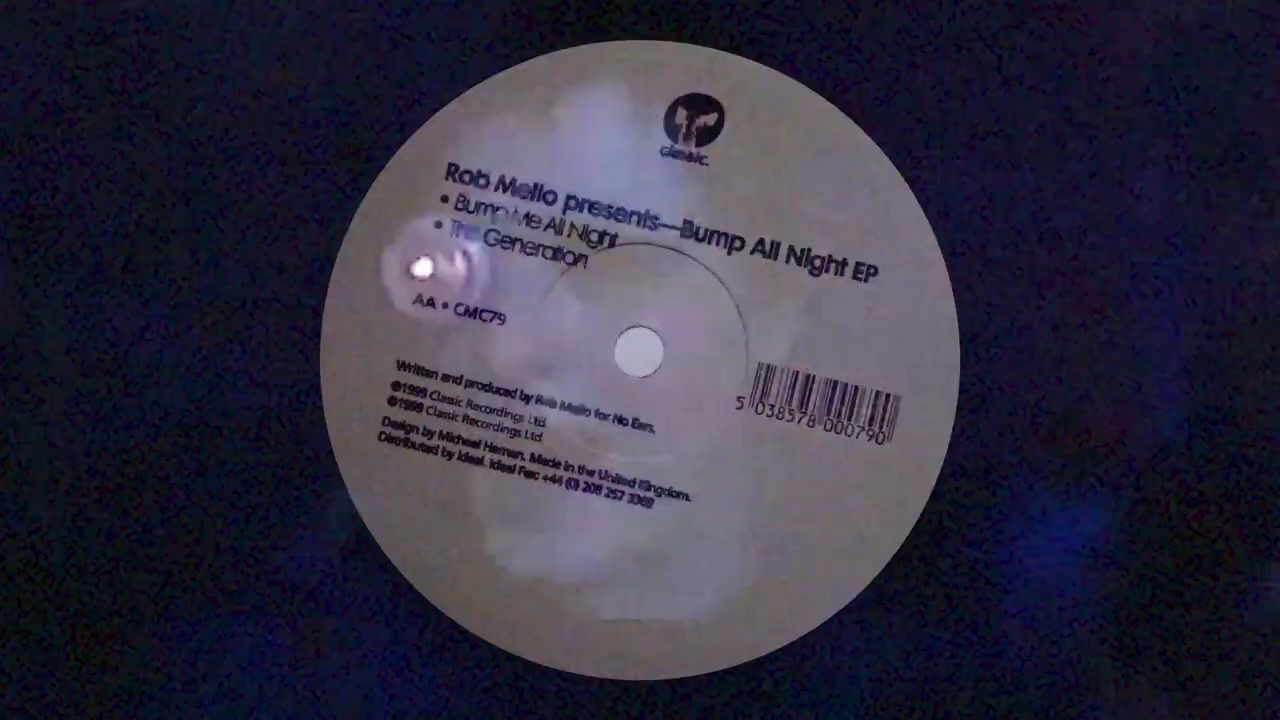 classic.
Rob Mello presents—Bump All Night EP
• Bump Me All Night
• The Generation
AA • CMC79
Written and produced by Rob Mello for No Ears.
℗1999 Classic Recordings Ltd.
©1999 Classic Recordings Ltd.
Design by Michael Heman. Made in the United Kingdom.
Distributed by Ideal. Ideal Fax: +44 (0) 208 257
5 038578 000790